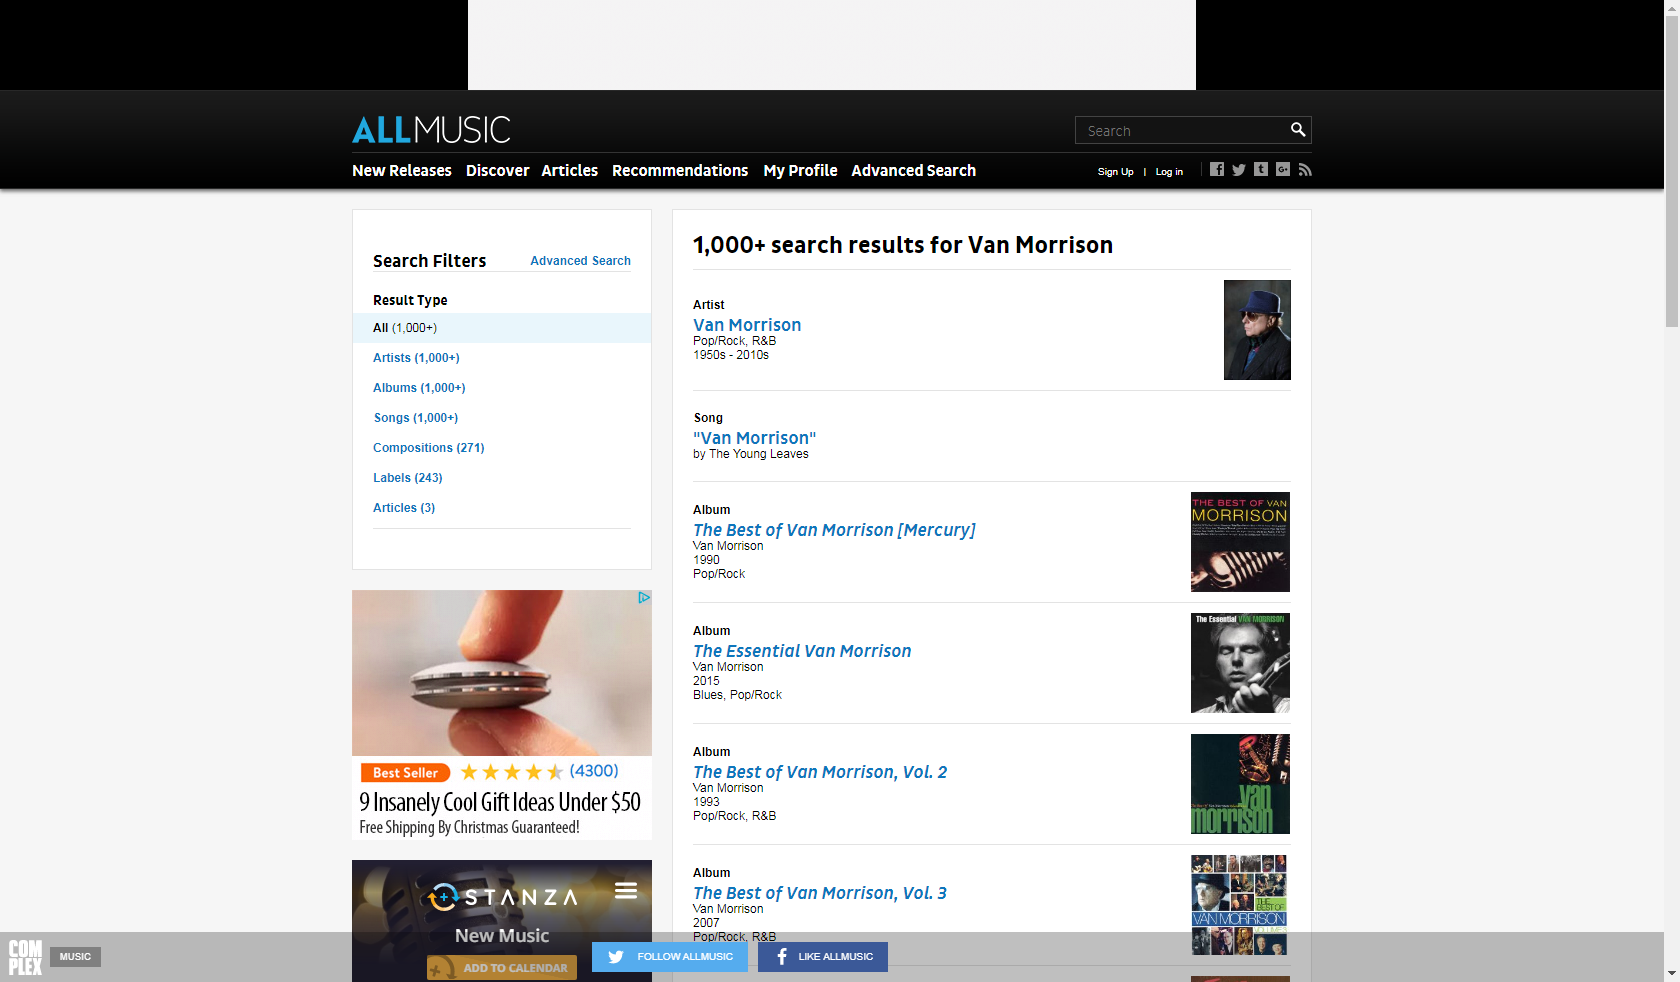 ALLMUSIC
Search
New Releases Discover Articles Recommendations My Profile Advanced Search
Sign Up | Log in
Search Filters
Advanced Search
Result Type
All (1,000+)
Artists (1,000+)
Albums (1,000+)
Songs (1,000+)
Compositions (271)
Labels (243)
Articles (3)
Best Seller (4300)
9 Insanely Cool Gift Ideas Under $50
Free Shipping By Christmas Guaranteed!
STANZA
New Music
ADD TO CALENDAR
1,000+ search results for Van Morrison
Artist
Van Morrison
Pop/Rock, R&B
1950s - 2010s
Song
"Van Morrison"
by The Young Leaves
Album
The Best of Van Morrison [Mercury]
Van Morrison
1990
Pop/Rock
THE BEST OF VAN
MORRISON
Album
The Essential Van Morrison
Van Morrison
2015
Blues, Pop/Rock
The Essential VAN MORRISON
Album
The Best of Van Morrison, Vol. 2
Van Morrison
1993
Pop/Rock, R&B
van
morrison
Album
The Best of Van Morrison, Vol. 3
Van Morrison
2007
Pop/Rock, R&B
THE
BEST OF
VAN MORRISON
COMPLEX
MUSIC
FOLLOW ALLMUSIC
LIKE ALLMUSIC